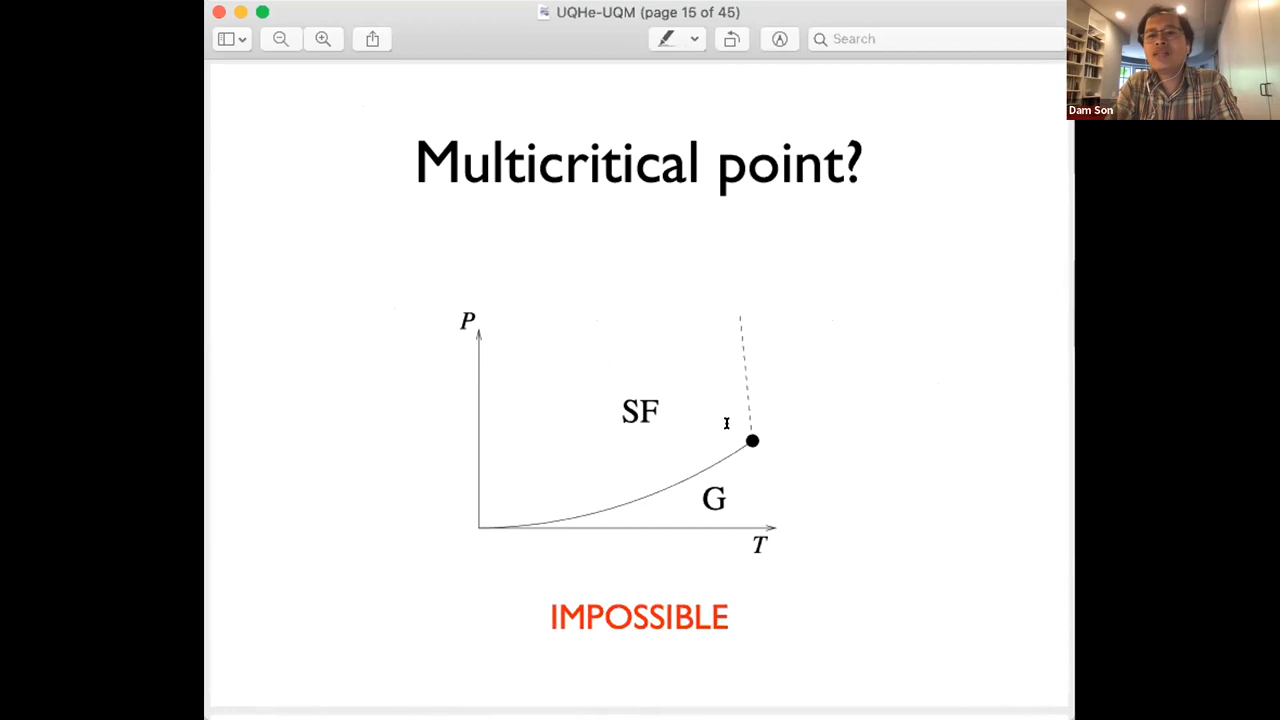 UQHe-UQM (page 15 of 45)
Search
Dam Son
Multicritical point?
P
SF
G
T
IMPOSSIBLE